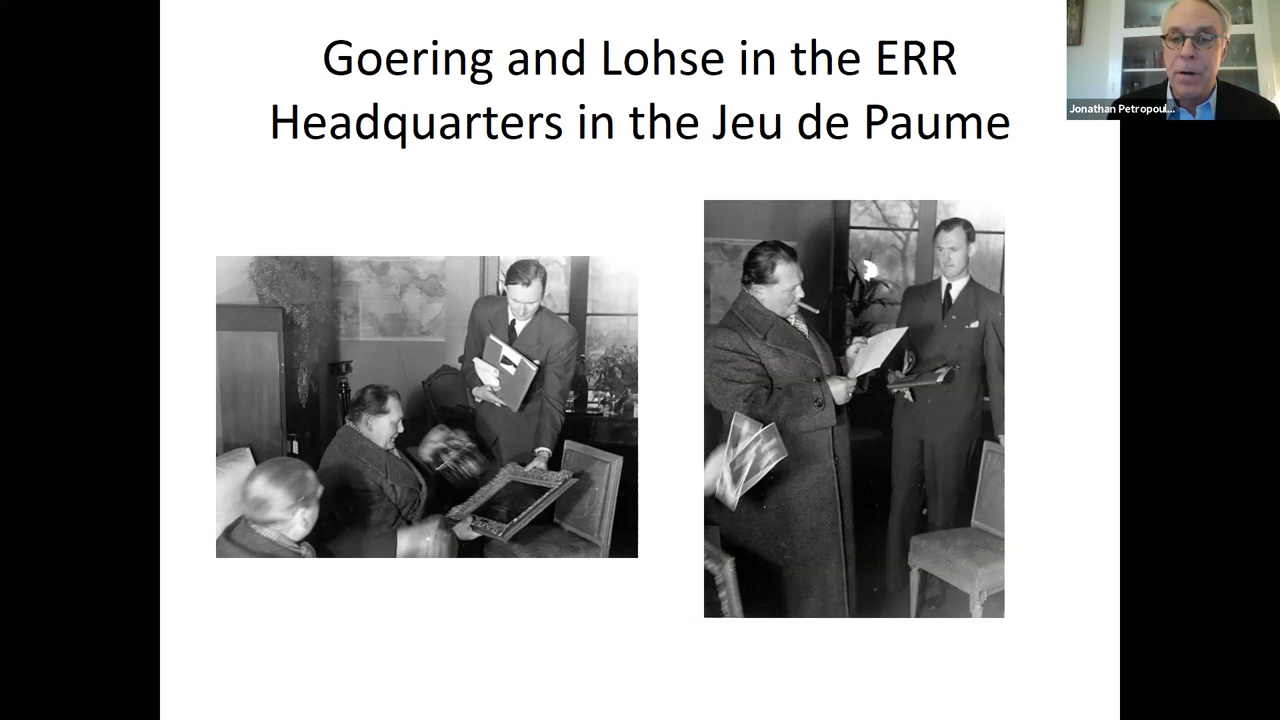 Goering and Lohse in the ERR
Headquarters in the Jeu de Paume
Jonathan Petropoul...